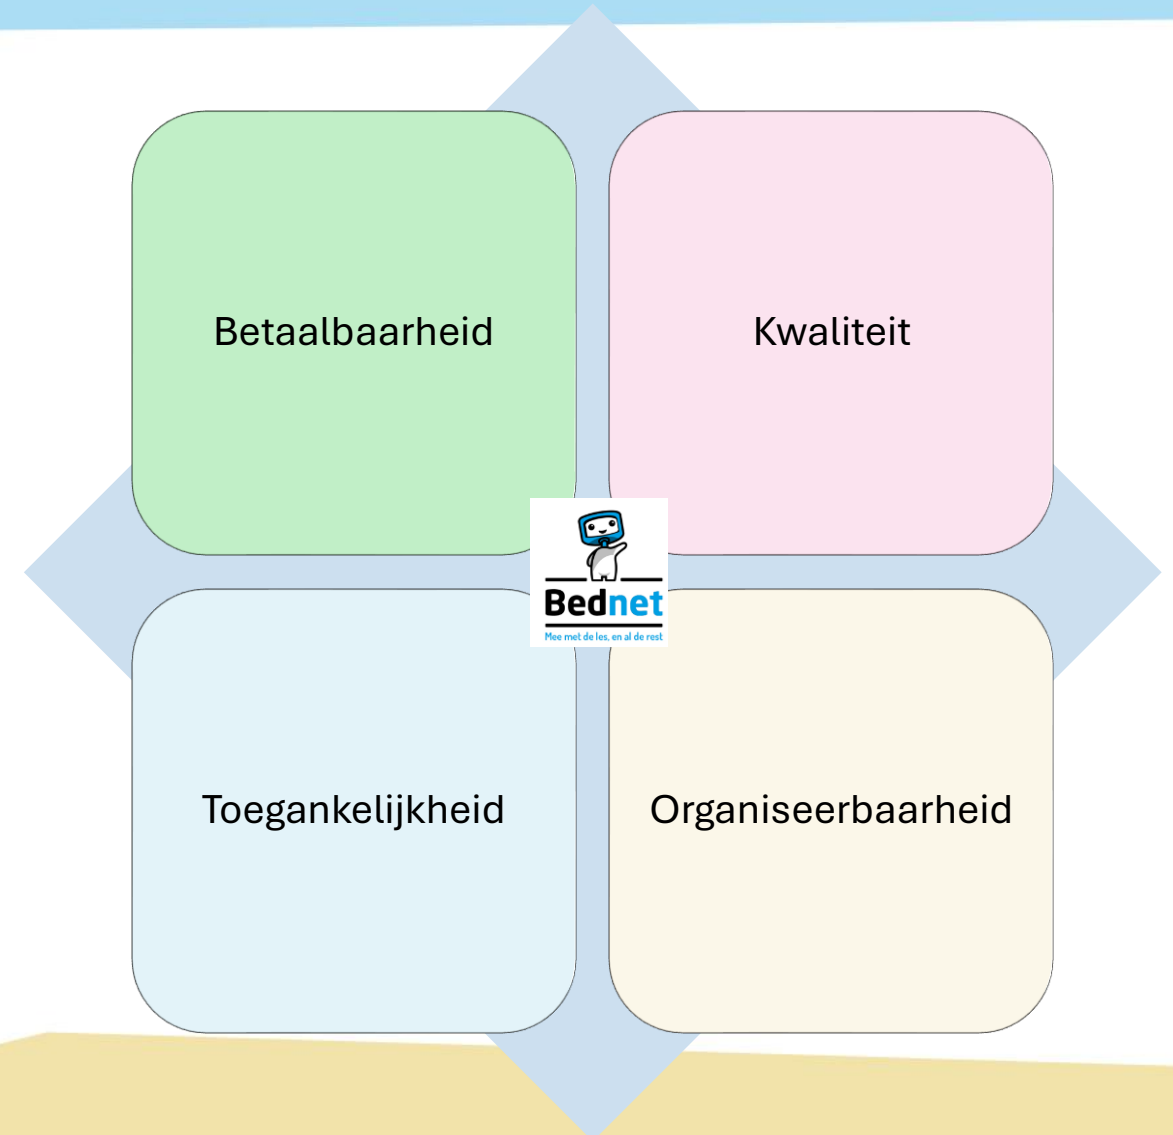 Betaalbaarheid
Kwaliteit
Bednet
Mee met de les, en al de rest
Toegankelijkheid
Organiseerbaarheid